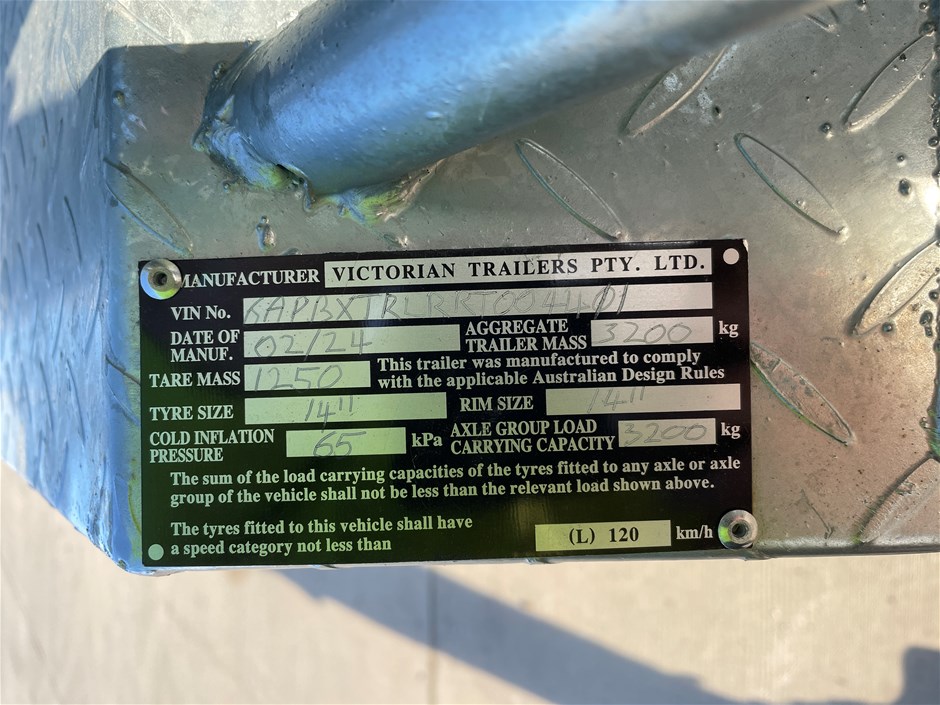 MANUFACTURER VICTORIAN TRAILERS PTY. LTD.
VIN No.
DATE OF MANUF. 02/24 AGGREGATE TRAILER MASS 3200 kg
TARE MASS 1250 This trailer was manufactured to comply
with the applicable Australian Design Rules
TYRE SIZE 14" RIM SIZE 14"
COLD INFLATION PRESSURE 65 kPa AXLE GROUP LOAD CARRYING CAPACITY 3200 kg
The sum of the load carrying capacities of the tyres fitted to any axle or axle
group of the vehicle shall not be less than the relevant load shown above.
The tyres fitted to this vehicle shall have
a speed category not less than (L) 120 km/h